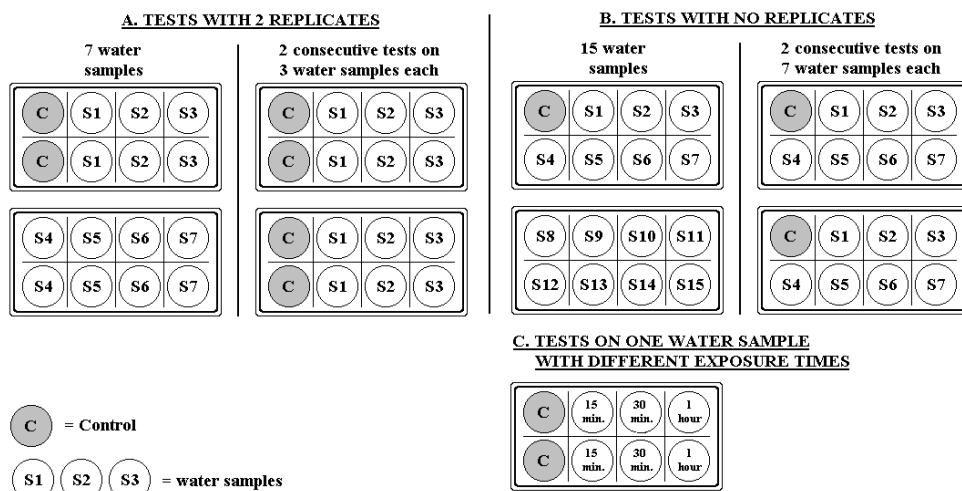 A. TESTS WITH 2 REPLICATES
7 water
samples
C S1 S2 S3
C S1 S2 S3
S4 S5 S6 S7
S4 S5 S6 S7
2 consecutive tests on
3 water samples each
C S1 S2 S3
C S1 S2 S3
C S1 S2 S3
C S1 S2 S3
B. TESTS WITH NO REPLICATES
15 water
samples
C S1 S2 S3
S4 S5 S6 S7
S8 S9 S10 S11
S12 S13 S14 S15
2 consecutive tests on
7 water samples each
C S1 S2 S3
S4 S5 S6 S7
C S1 S2 S3
S4 S5 S6 S7
C. TESTS ON ONE WATER SAMPLE
WITH DIFFERENT EXPOSURE TIMES
C 15 min. 30 min. 1 hour
C 15 min. 30 min. 1 hour
C = Control
S1 S2 S3 = water samples